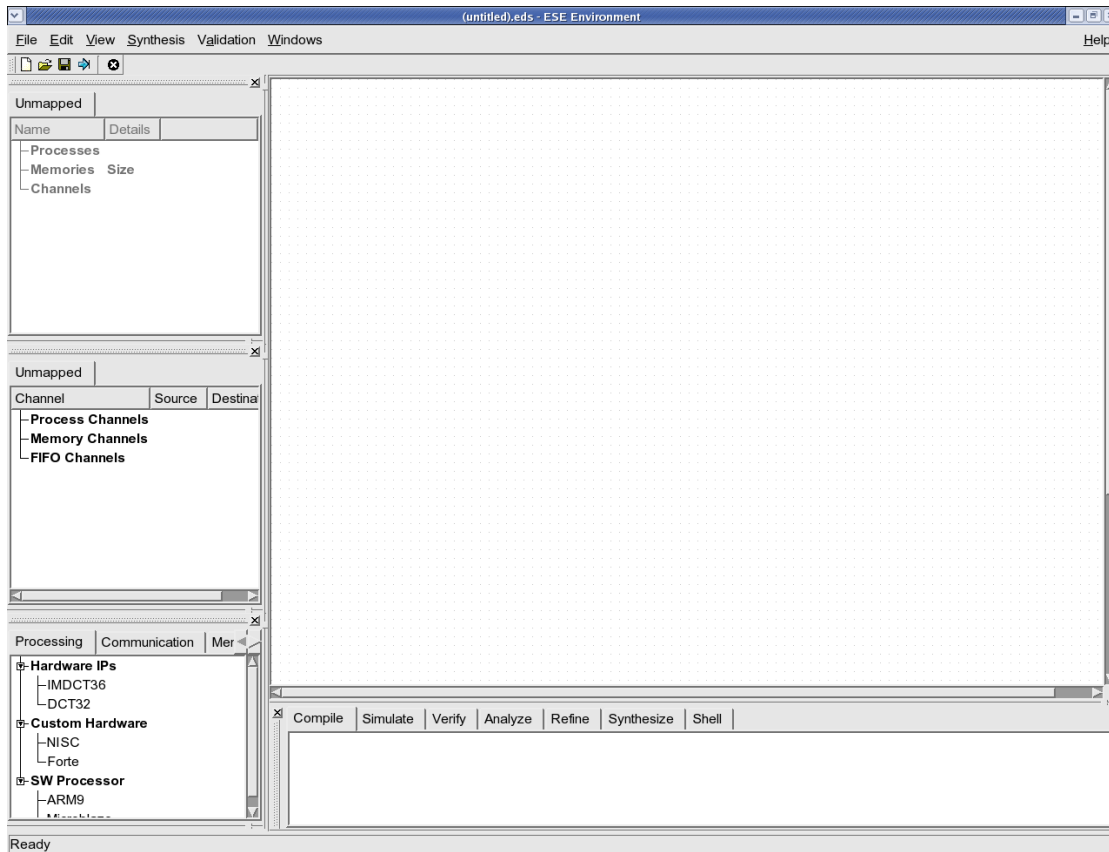 (untitled).eds - ESE Environment
File Edit View Synthesis Validation Windows Help
Unmapped
Name Details
Processes
Memories Size
Channels
Unmapped
Channel Source Destina
Process Channels
Memory Channels
FIFO Channels
Processing Communication Mer
Hardware IPs
IMDCT36
DCT32
Custom Hardware
NISC
Forte
SW Processor
ARM9
Compile Simulate Verify Analyze Refine Synthesize Shell
Ready